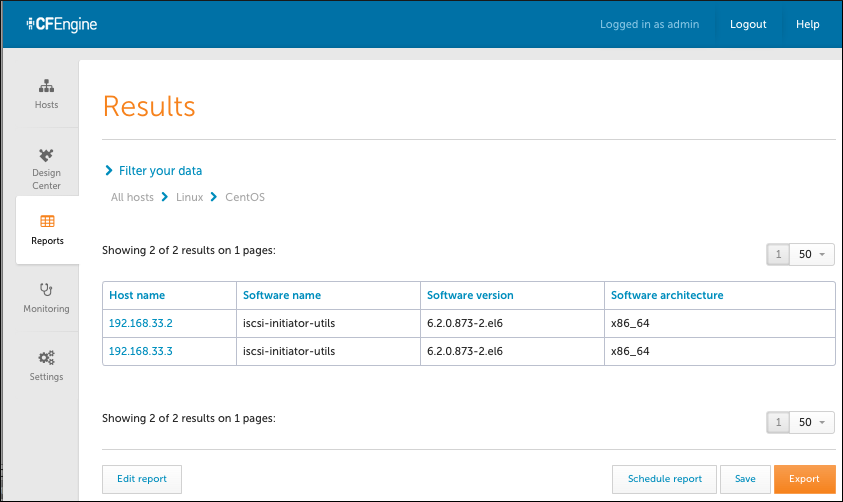 CFEngine
Logged in as admin Logout Help
Hosts
Design
Center
Reports
Monitoring
Settings
Results
Filter your data
All hosts Linux CentOS
Showing 2 of 2 results on 1 pages:
1 50
Host name Software name Software version Software architecture
192.168.33.2 iscsi-initiator-utils 6.2.0.873-2.el6 x86_64
192.168.33.3 iscsi-initiator-utils 6.2.0.873-2.el6 x86_64
Showing 2 of 2 results on 1 pages:
1 50
Edit report Schedule report Save Export